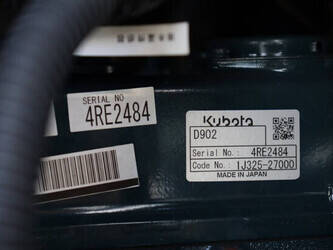 SERIAL NO
4RE2484
Kubota
D902
Serial No.: 4RE2484
Code No.: 1J325-27000
MADE IN JAPAN